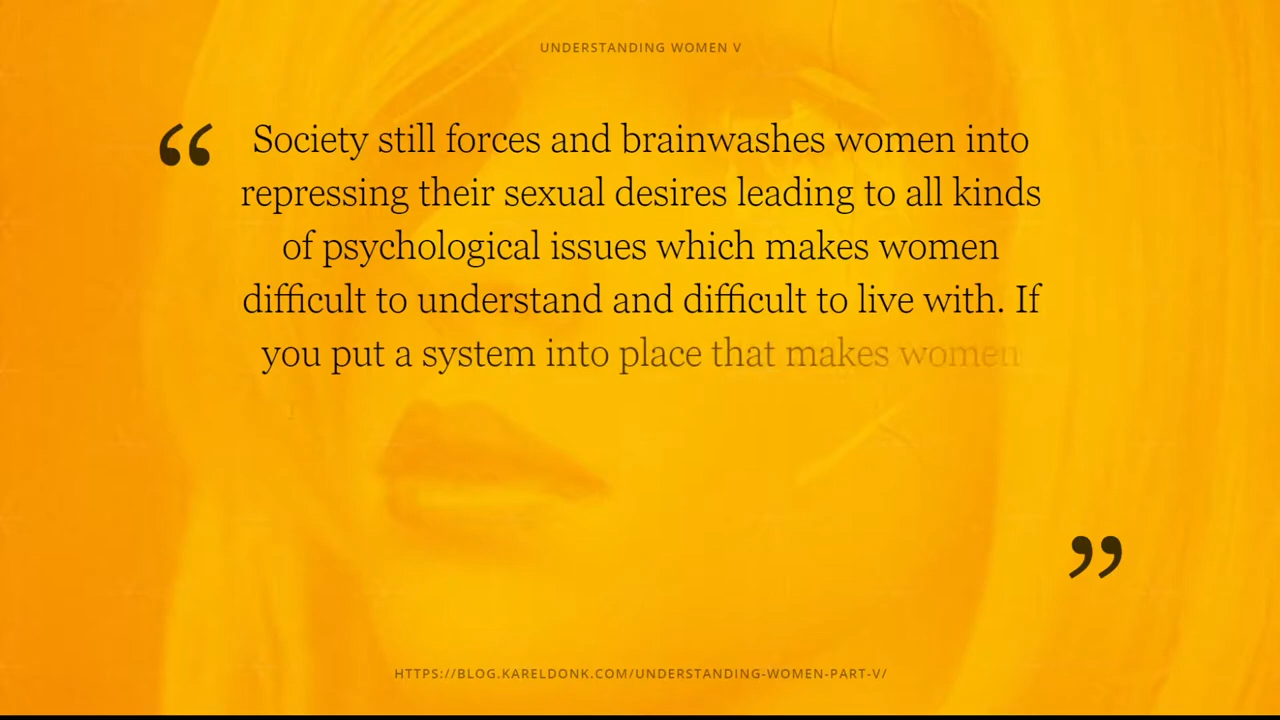 UNDERSTANDING WOMEN V
“ Society still forces and brainwashes women into
repressing their sexual desires leading to all kinds
of psychological issues which makes women
difficult to understand and difficult to live with. If
you put a system into place that makes women
”
HTTPS://BLOG.KARELDONK.COM/UNDERSTANDING-WOMEN-PART-V/